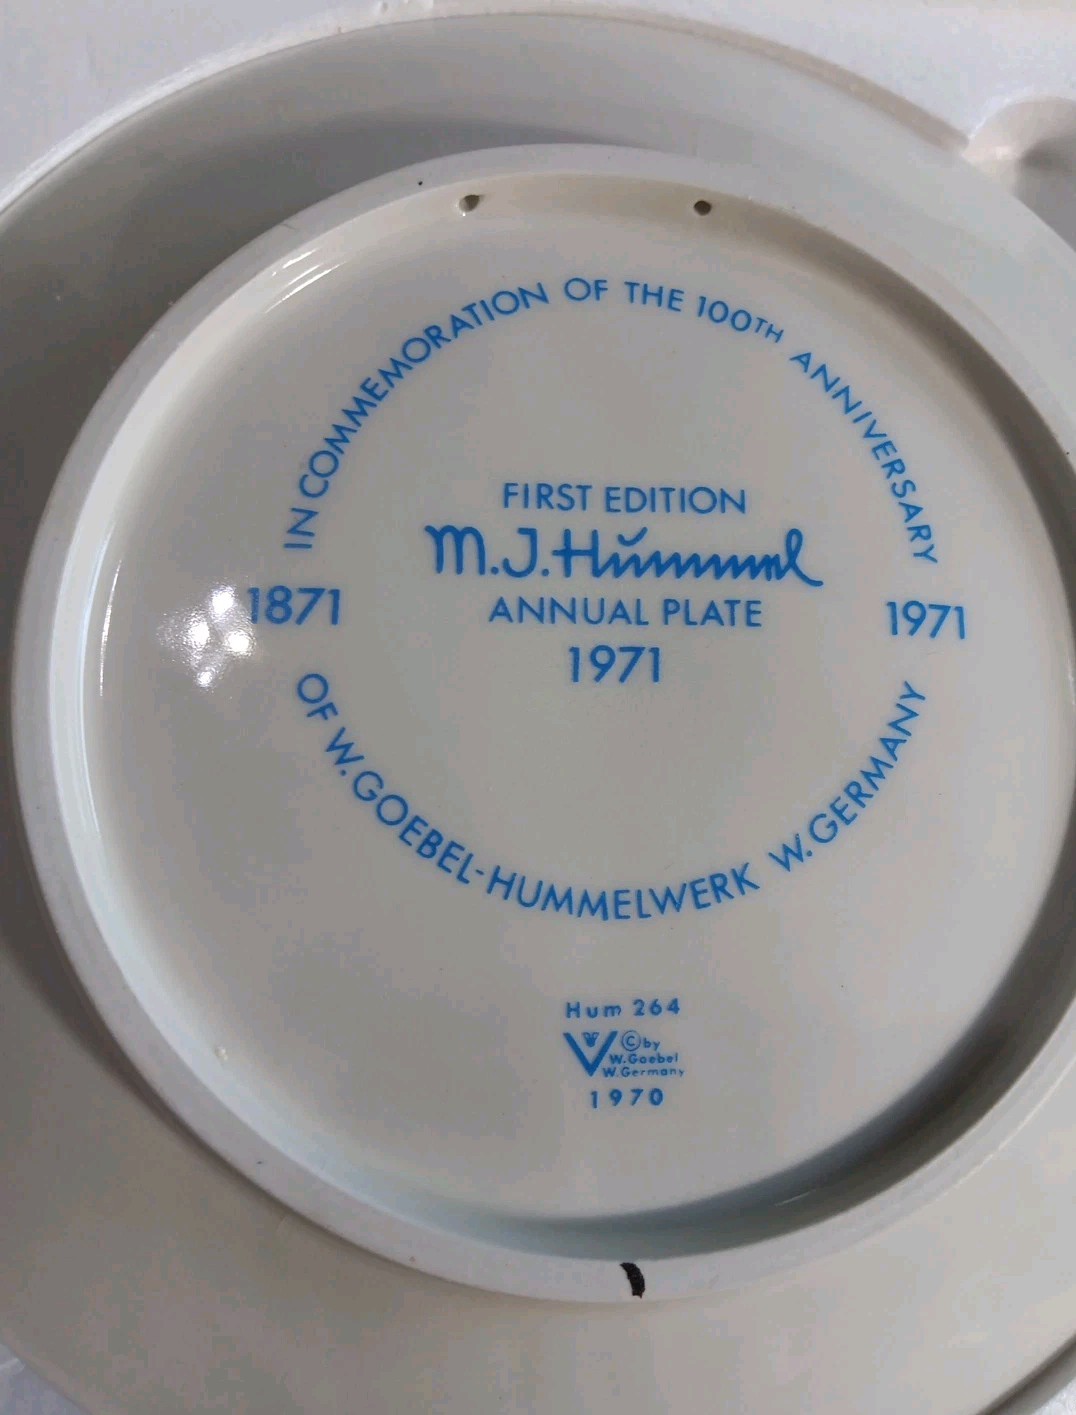 IN COMMEMORATION OF THE 100TH ANNIVERSARY
FIRST EDITION
M.J.Hümmel
ANNUAL PLATE
1871 1971
1971
OF W.GOEBEL-HUMMELWERK W.GERMANY
Hum 264
©by
W.Goebel
W.Germany
1970